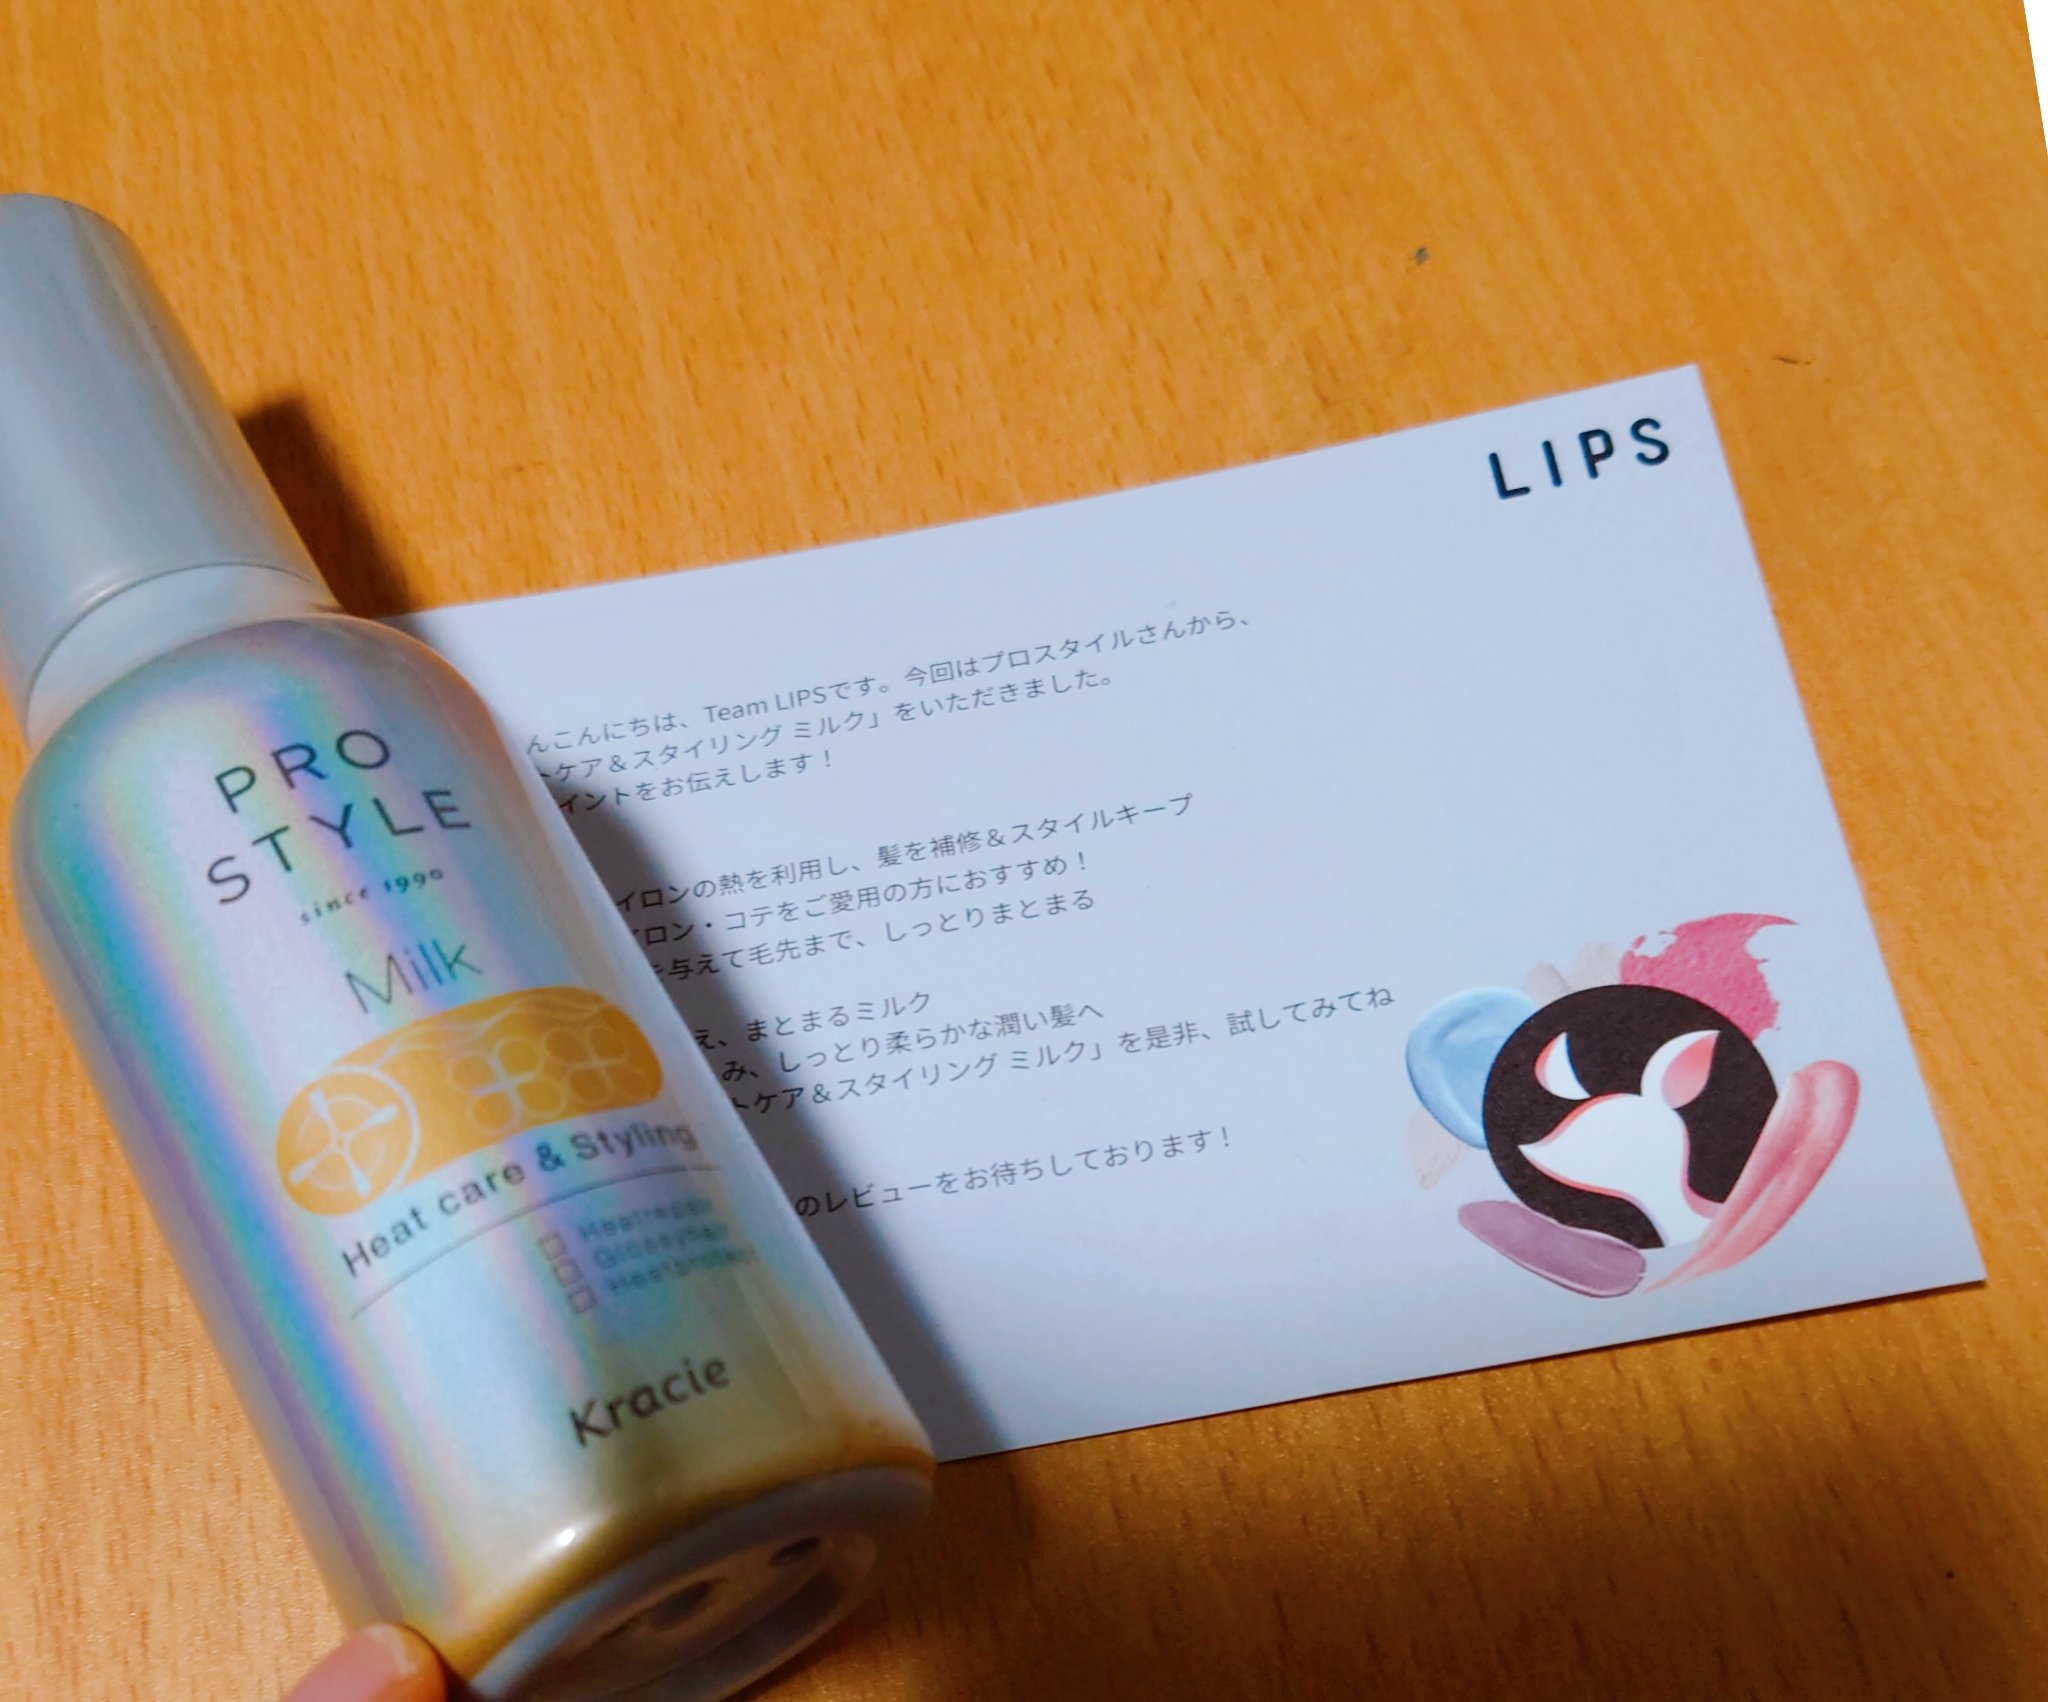 PRO
STYLE
since 1990
Milk
Heat care & Styling
Heatrepair
Glossyhair
Heatprotect
Kracie
LIPS
んこんにちは、Team LIPSです。今回はプロスタイルさんから、
トケア＆スタイリング ミルク」をいただきました。
イントをお伝えします！
イロンの熱を利用し、髪を補修＆スタイルキープ
イロン・コテをご愛用の方におすすめ！
を与えて毛先まで、しっとりまとまる
え、まとまるミルク
み、しっとり柔らかな潤い髪へ
トケア＆スタイリング ミルク」を是非、試してみてね
のレビューをお待ちしております！